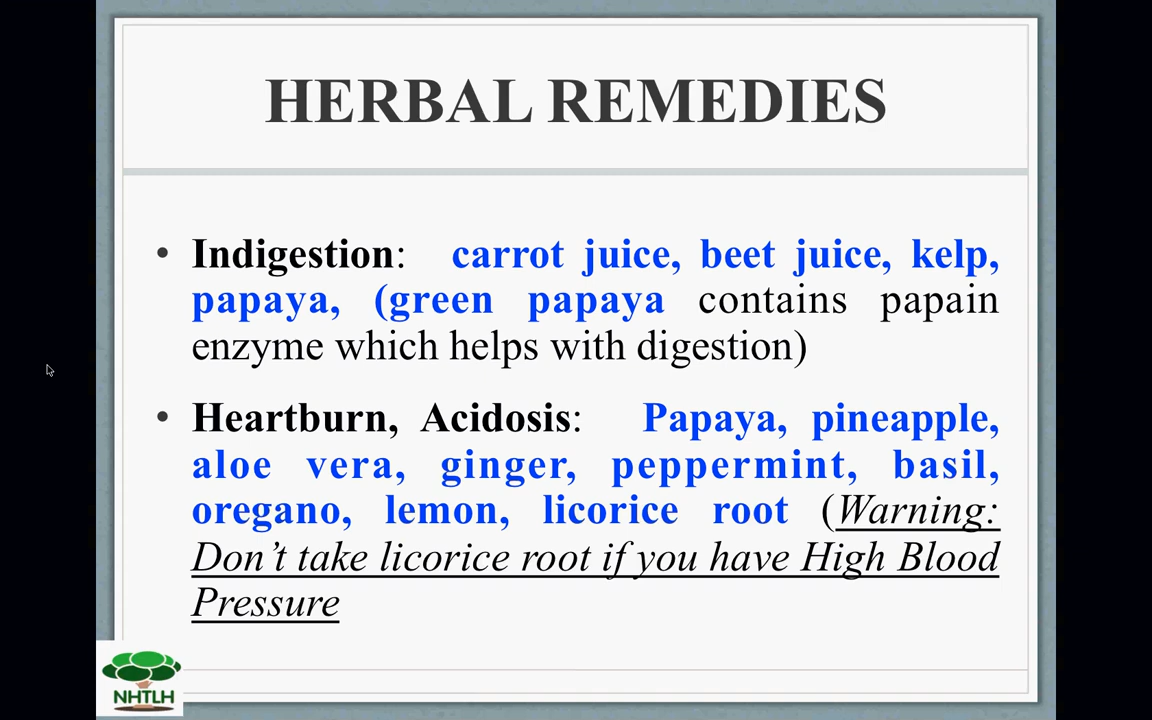 HERBAL REMEDIES
• Indigestion: carrot juice, beet juice, kelp,
papaya, (green papaya contains papain
enzyme which helps with digestion)
• Heartburn, Acidosis: Papaya, pineapple,
aloe vera, ginger, peppermint, basil,
oregano, lemon, licorice root (Warning:
Don’t take licorice root if you have High Blood
Pressure
NHTLH